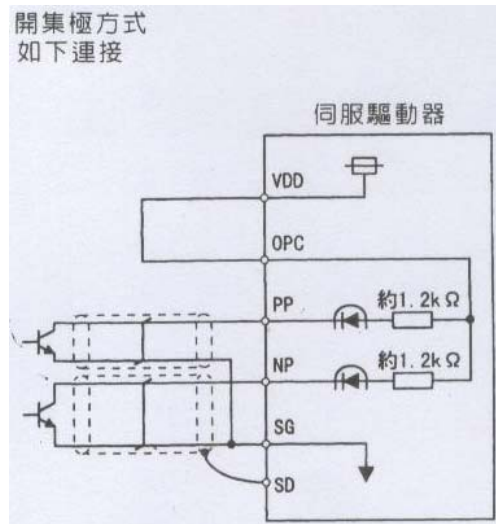 開集極方式
如下連接
伺服驅動器
VDD
OPC
PP
約1.2kΩ
NP
約1.2kΩ
SG
SD